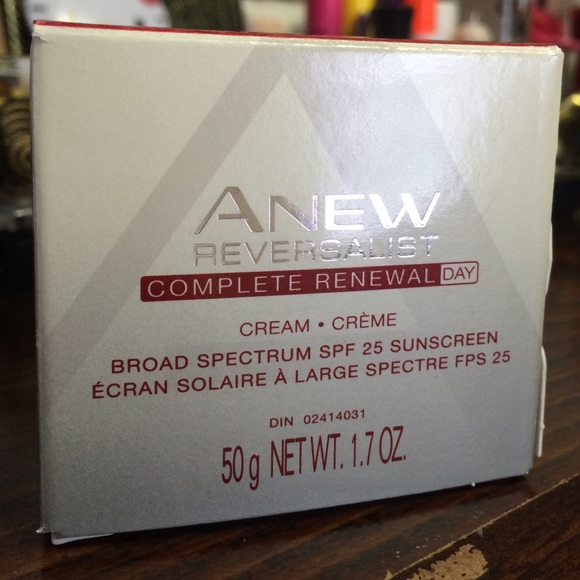 ANEW
REVERSALIST
COMPLETE RENEWAL DAY
CREAM • CRÈME
BROAD SPECTRUM SPF 25 SUNSCREEN
ÉCRAN SOLAIRE À LARGE SPECTRE FPS 25
DIN 02414031
50 g NET WT. 1.7 OZ.